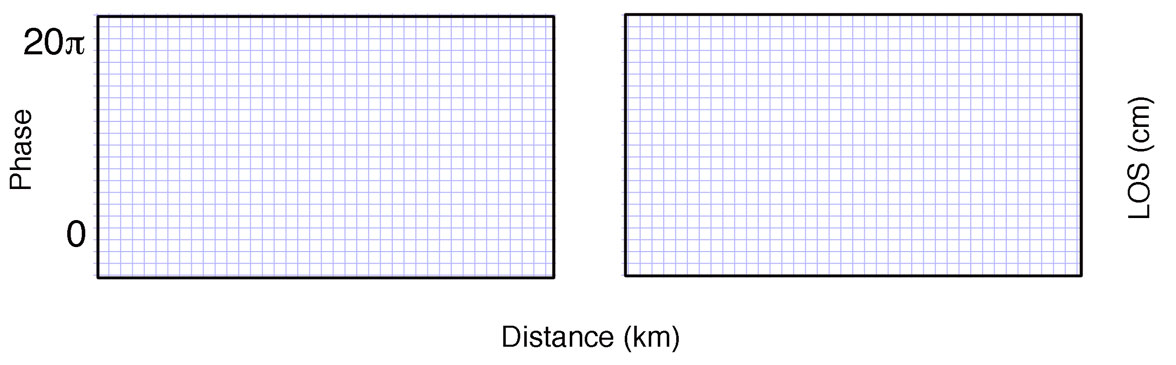 20π
Phase
0
LOS (cm)
Distance (km)